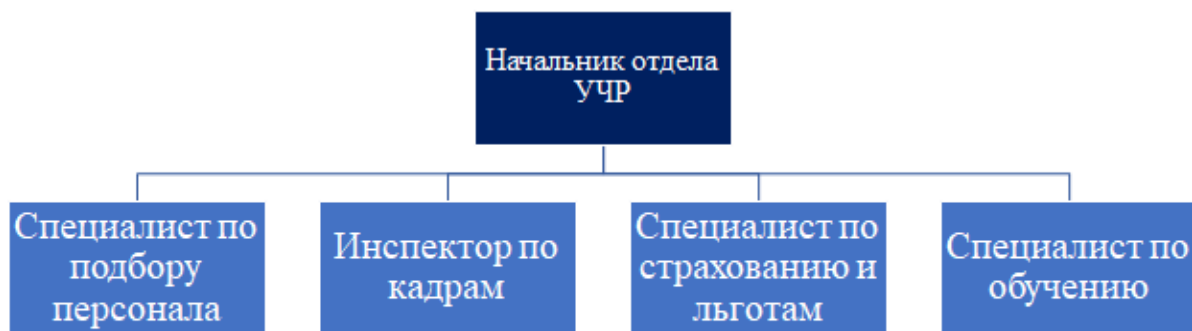 Начальник отдела
УЧР
Специалист по
подбору
персонала
Инспектор по
кадрам
Специалист по
страхованию и
льготам
Специалист по
обучению